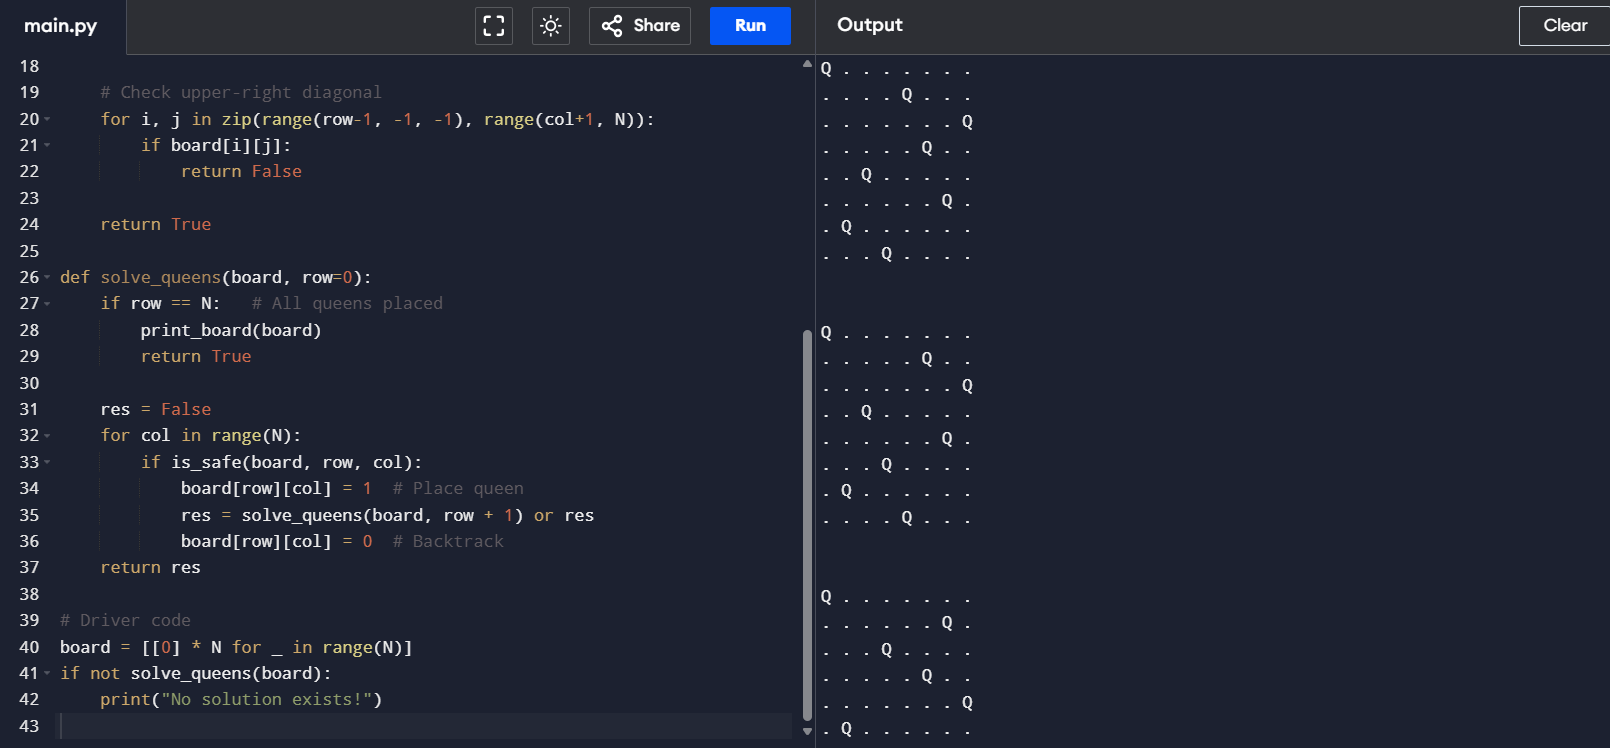 main.py
Share
Run
Output
Clear
18
19     # Check upper-right diagonal
20     for i, j in zip(range(row-1, -1, -1), range(col+1, N)):
21         if board[i][j]:
22             return False
23
24     return True
25
26 def solve_queens(board, row=0):
27     if row == N:   # All queens placed
28         print_board(board)
29         return True
30
31     res = False
32     for col in range(N):
33         if is_safe(board, row, col):
34             board[row][col] = 1  # Place queen
35             res = solve_queens(board, row + 1) or res
36             board[row][col] = 0  # Backtrack
37     return res
38
39 # Driver code
40 board = [[0] * N for _ in range(N)]
41 if not solve_queens(board):
42     print("No solution exists!")
43
Q . . . . . . .
. . . . Q . . .
. . . . . . . Q
. . . . . Q . .
. . Q . . . . .
. . . . . . Q .
. Q . . . . . .
. . . Q . . . .
Q . . . . . . .
. . . . . Q . .
. . . . . . . Q
. . Q . . . . .
. . . . . . Q .
. . . Q . . . .
. Q . . . . . .
. . . . Q . . .
Q . . . . . . .
. . . . . . Q .
. . . Q . . . .
. . . . . Q . .
. . . . . . . Q
. Q . . . . . .